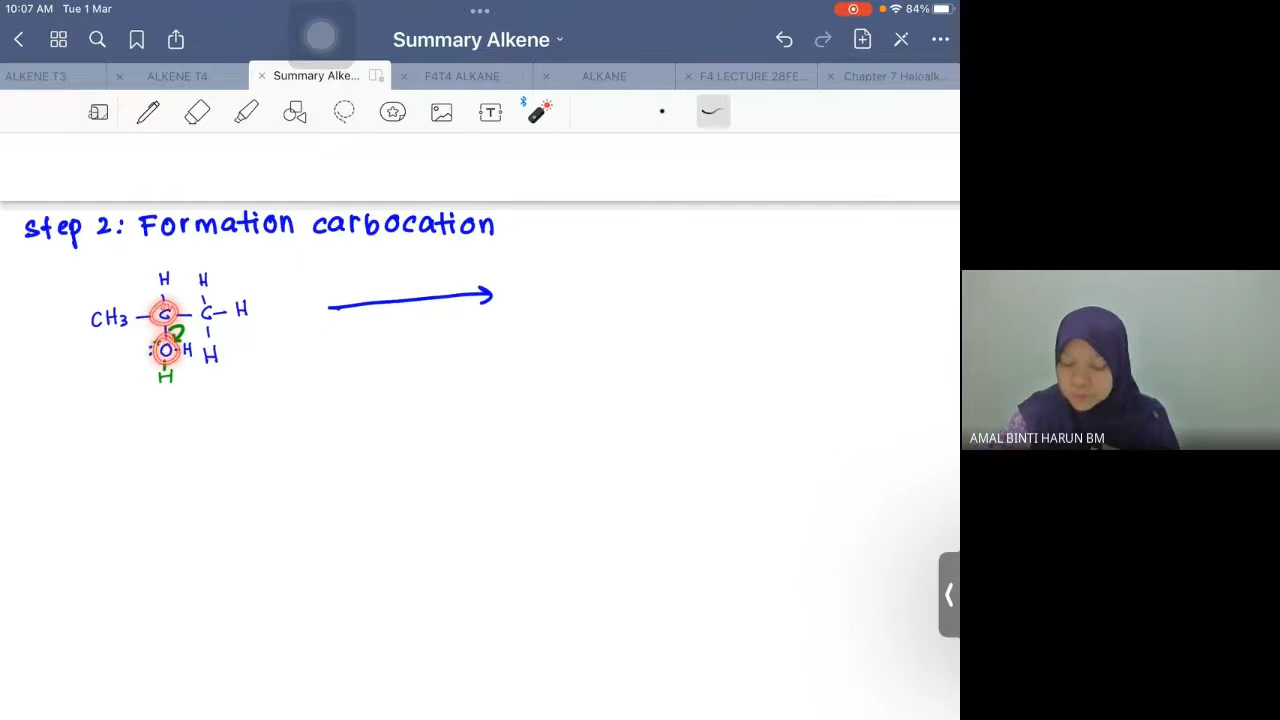 10:07 AM Tue 1 Mar
84%
Summary Alkene
ALKENE T3
ALKENE T4
Summary Alke...
F4T4 ALKANE
ALKANE
F4 LECTURE 28FE...
Chapter 7 Haloalk...
T
step 2: Formation carbocation
H H
CH3 - C - C - H
:O-H H
H
AMAL BINTI HARUN BM